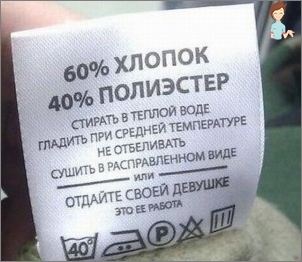 60% ХЛОПОК
40% ПОЛИЭСТЕР
СТИРАТЬ В ТЕПЛОЙ ВОДЕ
ГЛАДИТЬ ПРИ СРЕДНЕЙ ТЕМПЕРАТУРЕ
НЕ ОТБЕЛИВАТЬ
СУШИТЬ В РАСПРАВЛЕННОМ ВИДЕ
или
ОТДАЙТЕ СВОЕЙ ДЕВУШКЕ
ЭТО ЕЕ РАБОТА
40° P